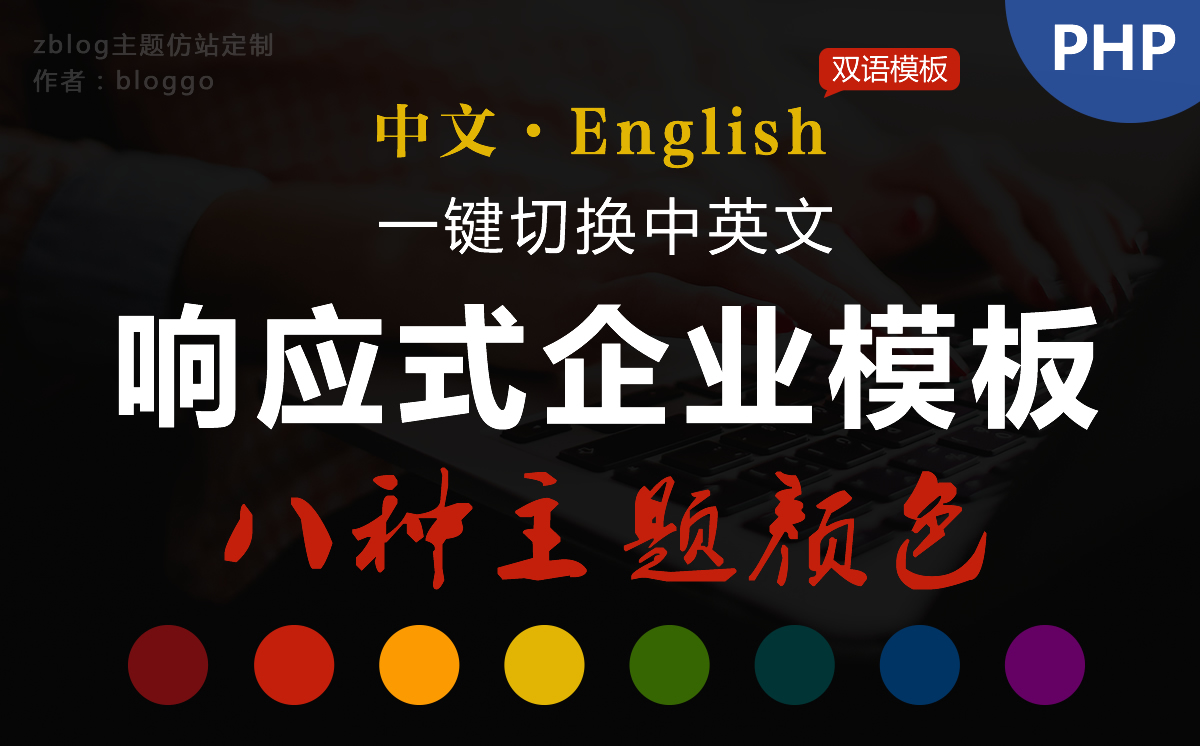 zblog主题仿站定制
作者：bloggo
PHP
双语模板
中文·English
一键切换中英文
响应式企业模板
八种主题颜色